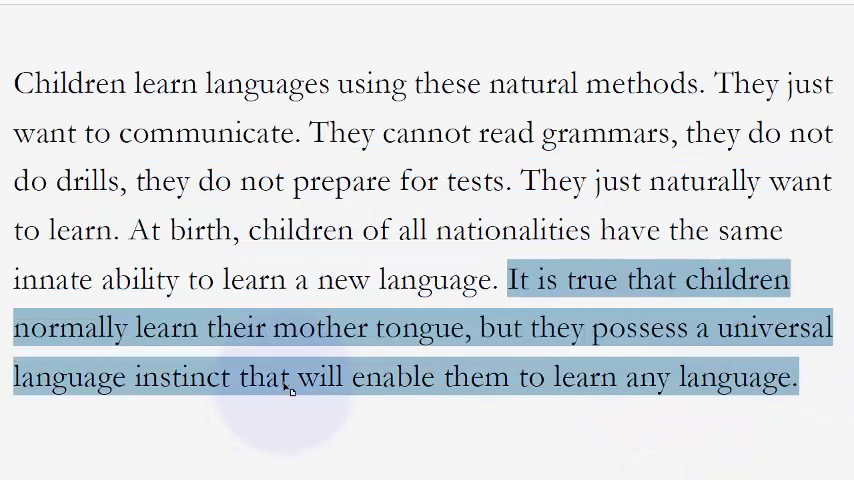 Children learn languages using these natural methods. They just
want to communicate. They cannot read grammars, they do not
do drills, they do not prepare for tests. They just naturally want
to learn. At birth, children of all nationalities have the same
innate ability to learn a new language. It is true that children
normally learn their mother tongue, but they possess a universal
language instinct that will enable them to learn any language.